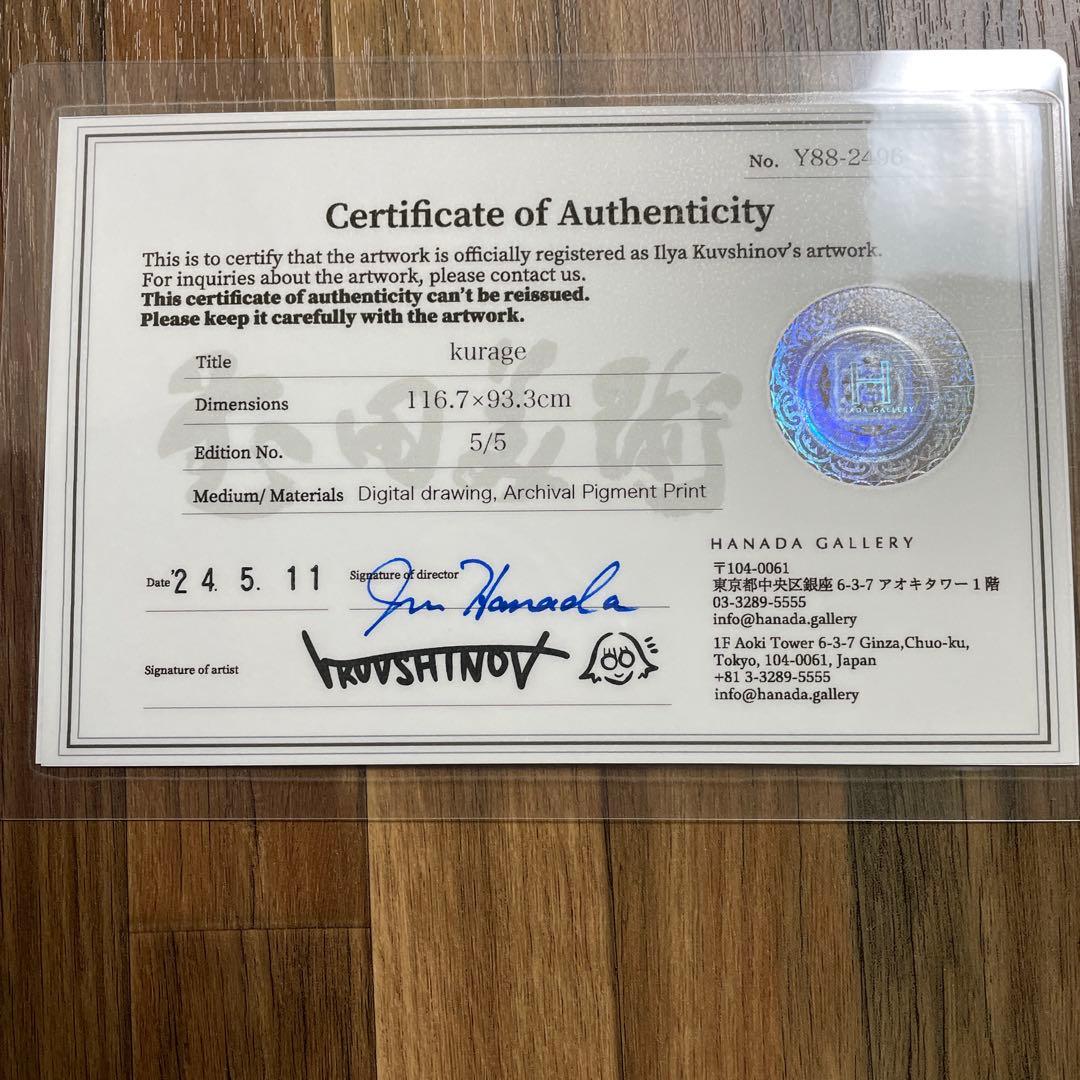 No. Y88-2496
Certificate of Authenticity
This is to certify that the artwork is officially registered as Ilya Kuvshinov's artwork.
For inquiries about the artwork, please contact us.
This certificate of authenticity can't be reissued.
Please keep it carefully with the artwork.
Title kurage
Dimensions 116.7×93.3cm
Edition No. 5/5
Medium/ Materials Digital drawing, Archival Pigment Print
H
HANADA GALLERY
HANADA GALLERY
〒104-0061
東京都中央区銀座 6-3-7 アオキタワー 1 階
03-3289-5555
info@hanada.gallery
1F Aoki Tower 6-3-7 Ginza,Chuo-ku,
Tokyo, 104-0061, Japan
+81 3-3289-5555
info@hanada.gallery
Date '24. 5. 11
Signature of director Jun Hanada
Signature of artist KUVSHINOV